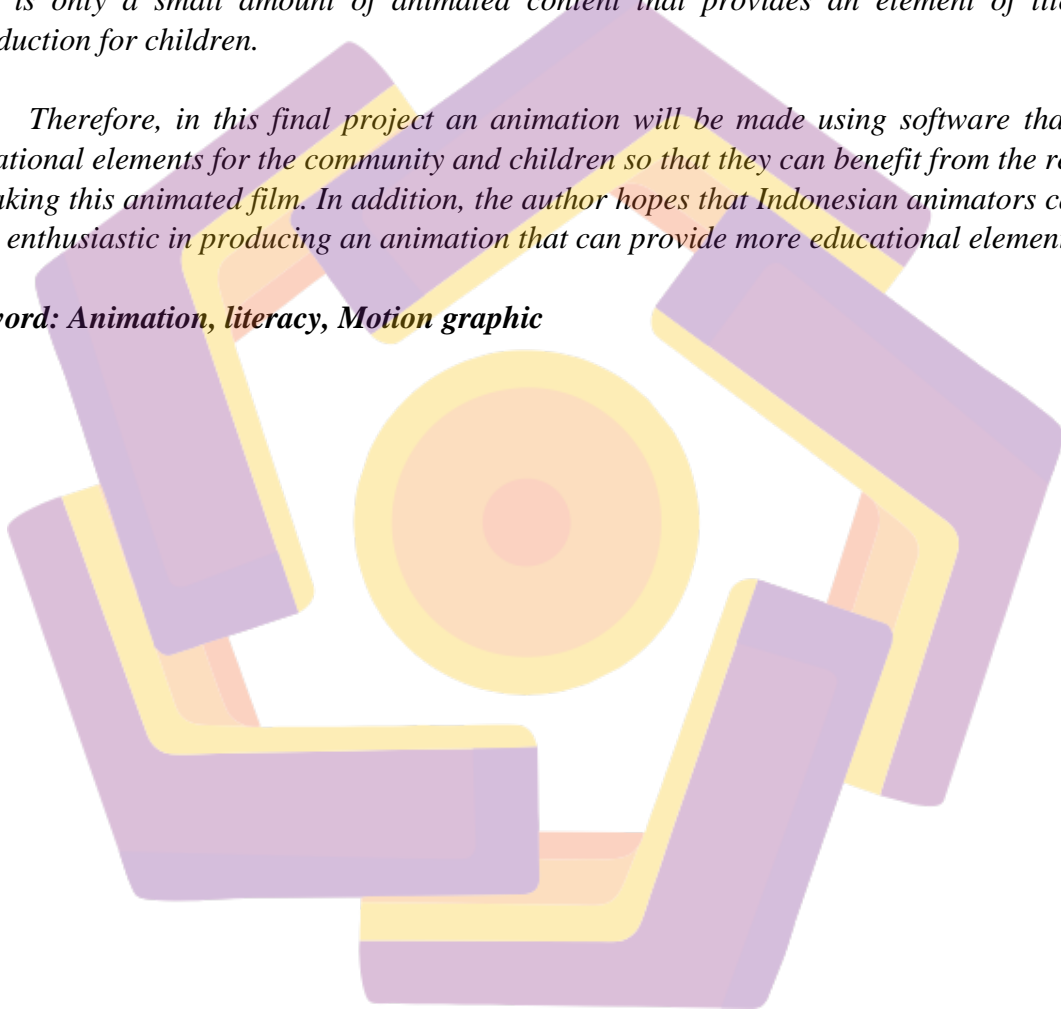 is only a small amount of animated content that provides an element of
duction for children.
Therefore, in this final project an animation will be made using software
ational elements for the community and children so that they can benefit from the
aking this animated film. In addition, the author hopes that Indonesian animators
enthusiastic in producing an animation that can provide more educational
word: Animation, literacy, Motion graphic